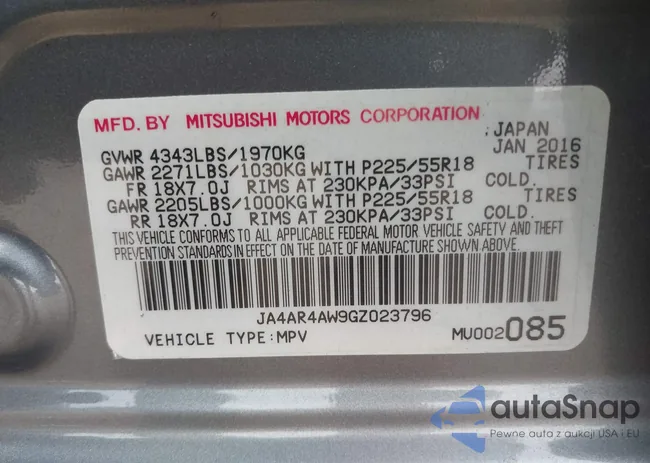 MFD. BY MITSUBISHI MOTORS CORPORATION
JAPAN
GVWR 4343LBS/1970KG JAN 2016
GAWR 2271LBS/1030KG WITH P225/55R18 TIRES
FR 18X7.0J RIMS AT 230KPA/33PSI COLD.
GAWR 2205LBS/1000KG WITH P225/55R18 TIRES
RR 18X7.0J RIMS AT 230KPA/33PSI COLD.
THIS VEHICLE CONFORMS TO ALL APPLICABLE FEDERAL MOTOR VEHICLE SAFETY AND THEFT
PREVENTION STANDARDS IN EFFECT ON THE DATE OF MANUFACTURE SHOWN ABOVE.
JA4AR4AW9GZ023796
VEHICLE TYPE:MPV MU002085
autaSnap
Pewne auta z aukcji USA i EU